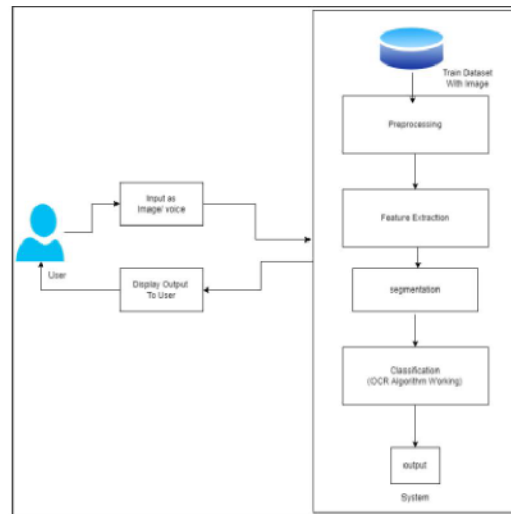 Train Dataset
With Image
Preprocessing
Input as
Image/ voice
Feature Extraction
User
Display Output
To User
segmentation
Classification
(OCR Algorithm Working)
output
System